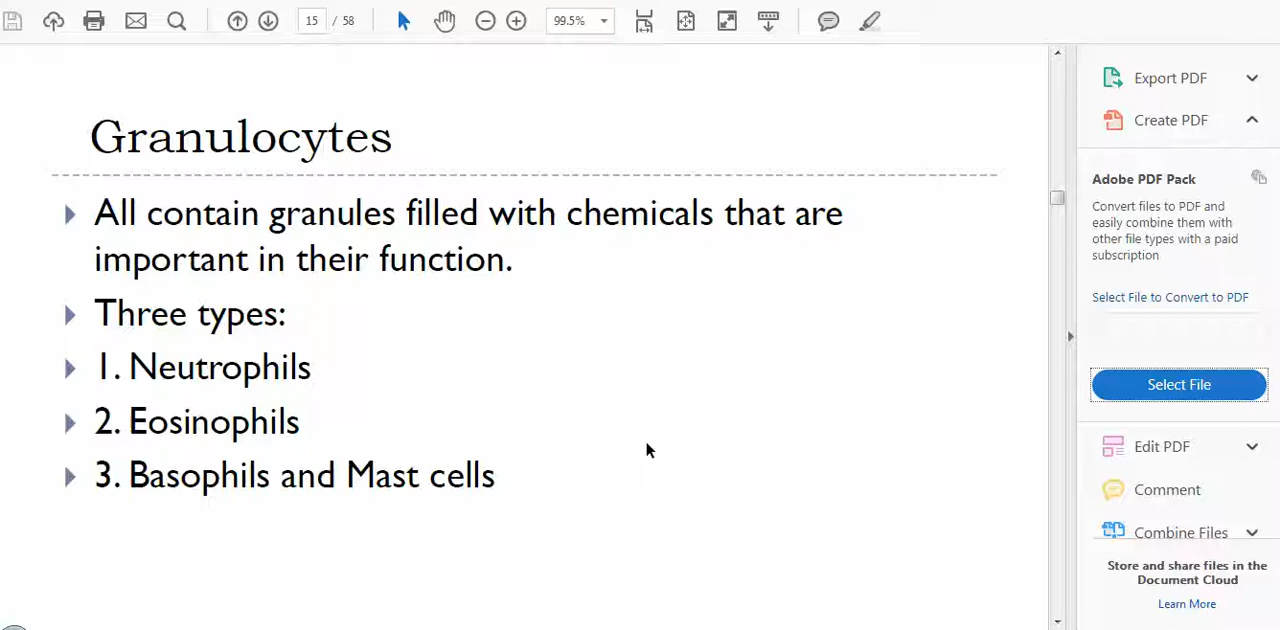 15 / 58
99.5%
Granulocytes
All contain granules filled with chemicals that are
important in their function.
Three types:
1. Neutrophils
2. Eosinophils
3. Basophils and Mast cells
Export PDF
Create PDF
Adobe PDF Pack
Convert files to PDF and
easily combine them with
other file types with a paid
subscription
Select File to Convert to PDF
Select File
Edit PDF
Comment
Combine Files
Store and share files in the
Document Cloud
Learn More